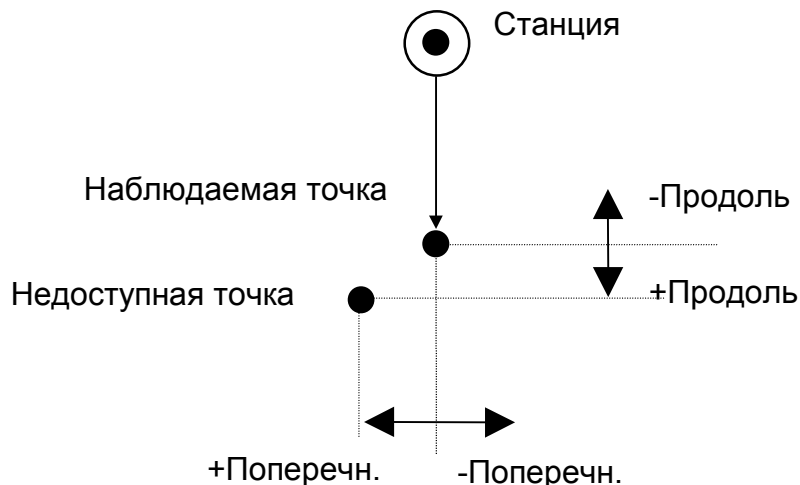 Станция
Наблюдаемая точка
-Продоль
Недоступная точка
+Продоль
+Поперечн.
-Поперечн.